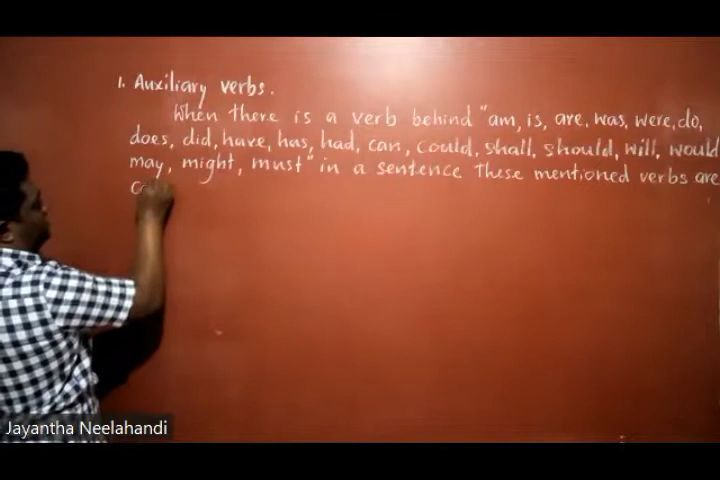 1. Auxiliary verbs.
When there is a verb behind "am, is, are, was, were, do,
does, did, have, has, had, can, could, shall, should, will, would
may, might, must" in a sentence These mentioned verbs are
Jayantha Neelahandi